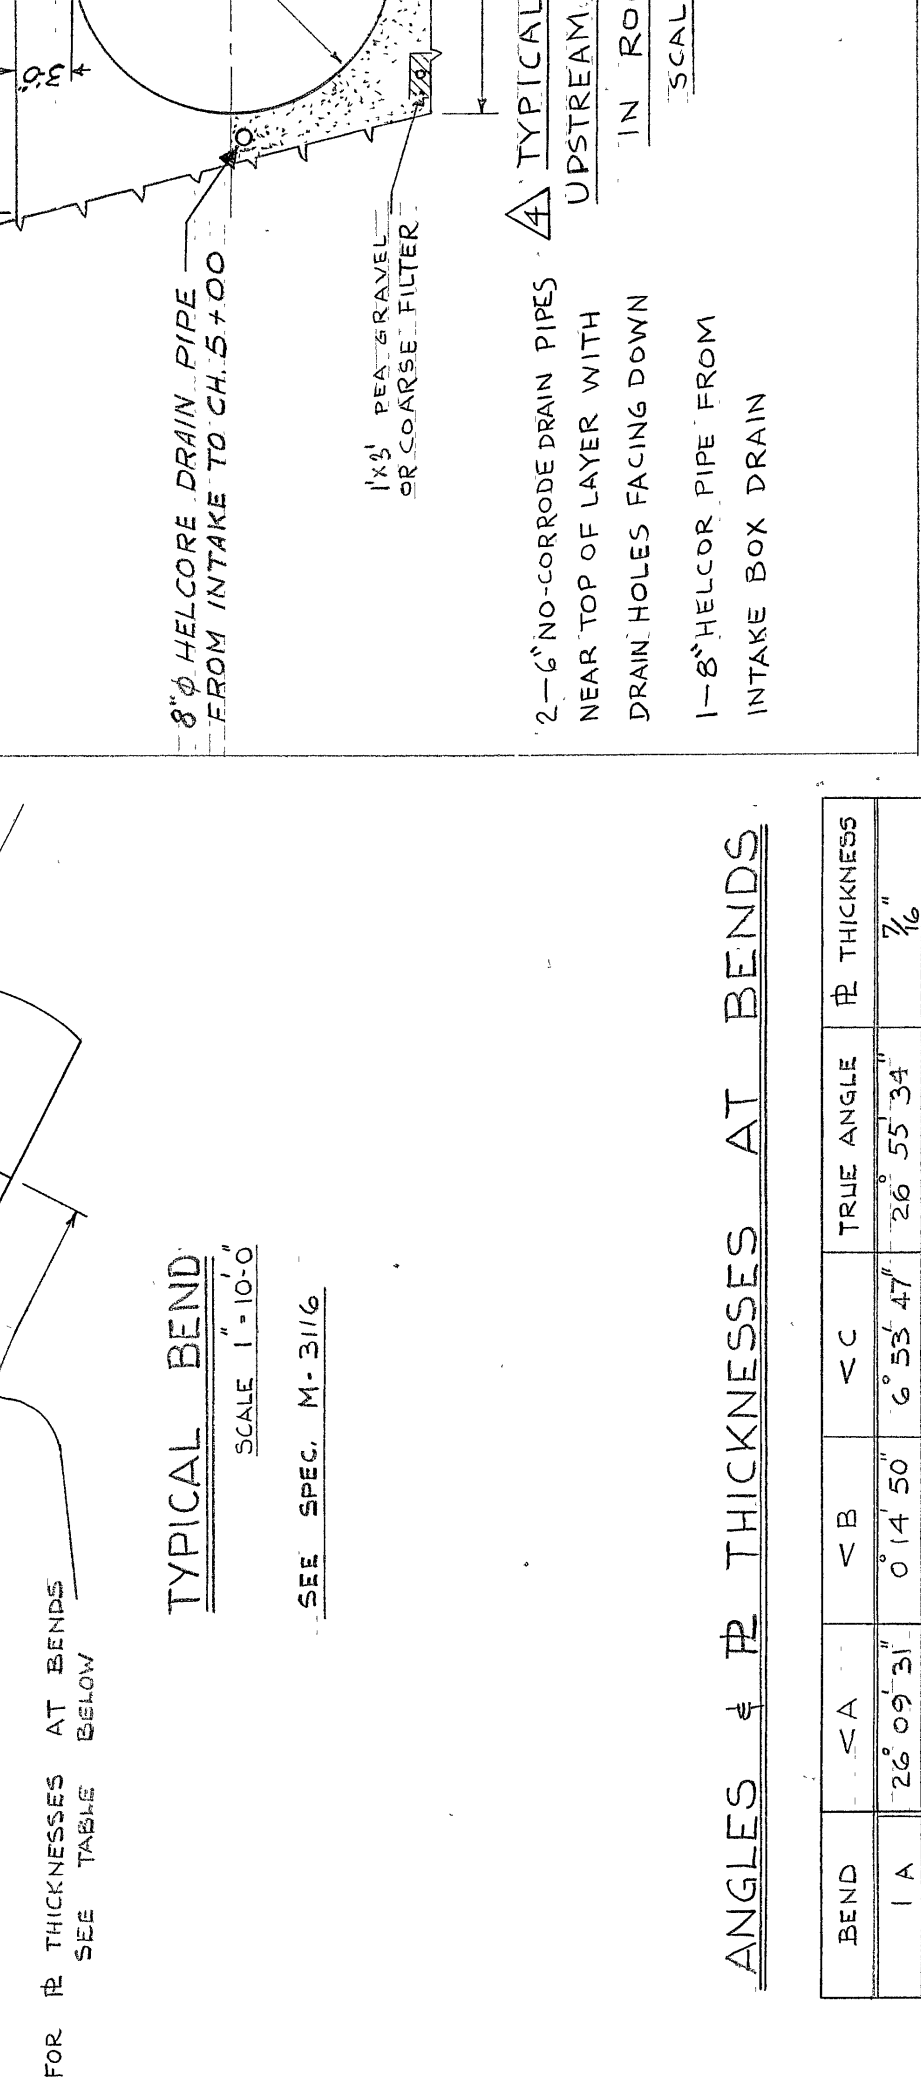 FOR ⅊ THICKNESSES AT BENDS
SEE TABLE BELOW
TYPICAL BEND
SCALE 1" = 10'-0"
SEE SPEC. M-3116
ANGLES & ⅊ THICKNESSES AT BENDS
BEND <A <B <C TRUE ANGLE ⅊ THICKNESS
1A 26° 09' 31" 0° 14' 50" 6° 53' 47" 26° 55' 34" 7/16"
3'-0"
8"φ HELCORE DRAIN PIPE
FROM INTAKE TO CH. 5+00
1'x3' PEA GRAVEL
OR COARSE FILTER
4 TYPICAL
UPSTREAM
IN RO
SCAL
2-6" NO-CORRODE DRAIN PIPES
NEAR TOP OF LAYER WITH
DRAIN HOLES FACING DOWN
1-8" HELCOR PIPE FROM
INTAKE BOX DRAIN